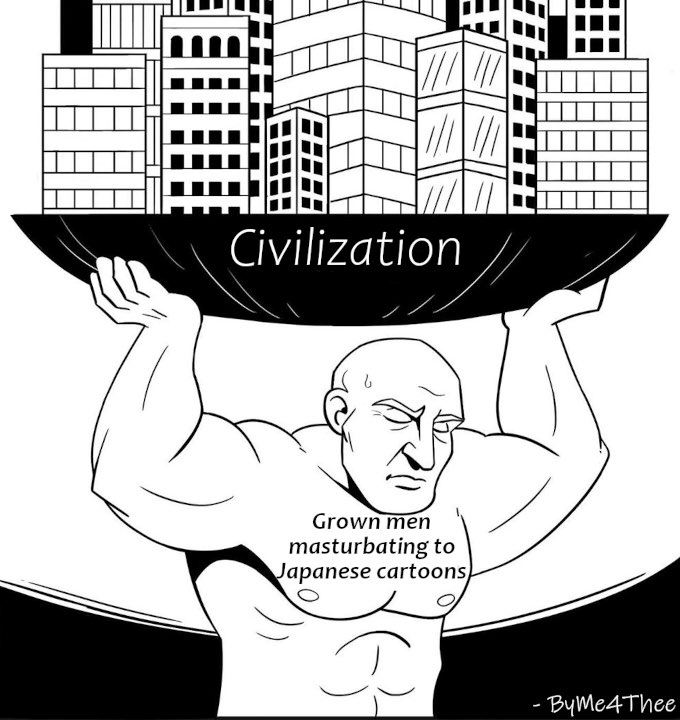 Civilization
Grown men
masturbating to
Japanese cartoons
- ByMe4Thee